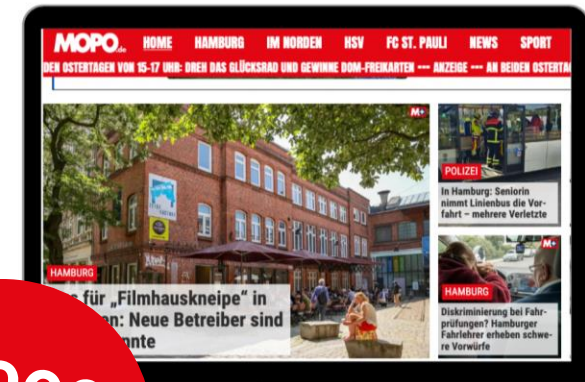 MOPO.de HOME HAMBURG IM NORDEN HSV FC ST. PAULI NEWS SPORT
DEN OSTERTAGEN VON 15-17 UHR: DREH DAS GLÜCKSRAD UND GEWINNE DOM-FREIKARTEN --- ANZEIGE --- AN BEIDEN OSTERTA
M+
HAMBURG
für „Filmhauskneipe“ in
en: Neue Betreiber sind
nnte
POLIZEI
In Hamburg: Seniorin
nimmt Linienbus die Vor-
fahrt – mehrere Verletzte
M+
HAMBURG
Diskriminierung bei Fahr-
prüfungen? Hamburger
Fahrlehrer erheben schwe-
re Vorwürfe